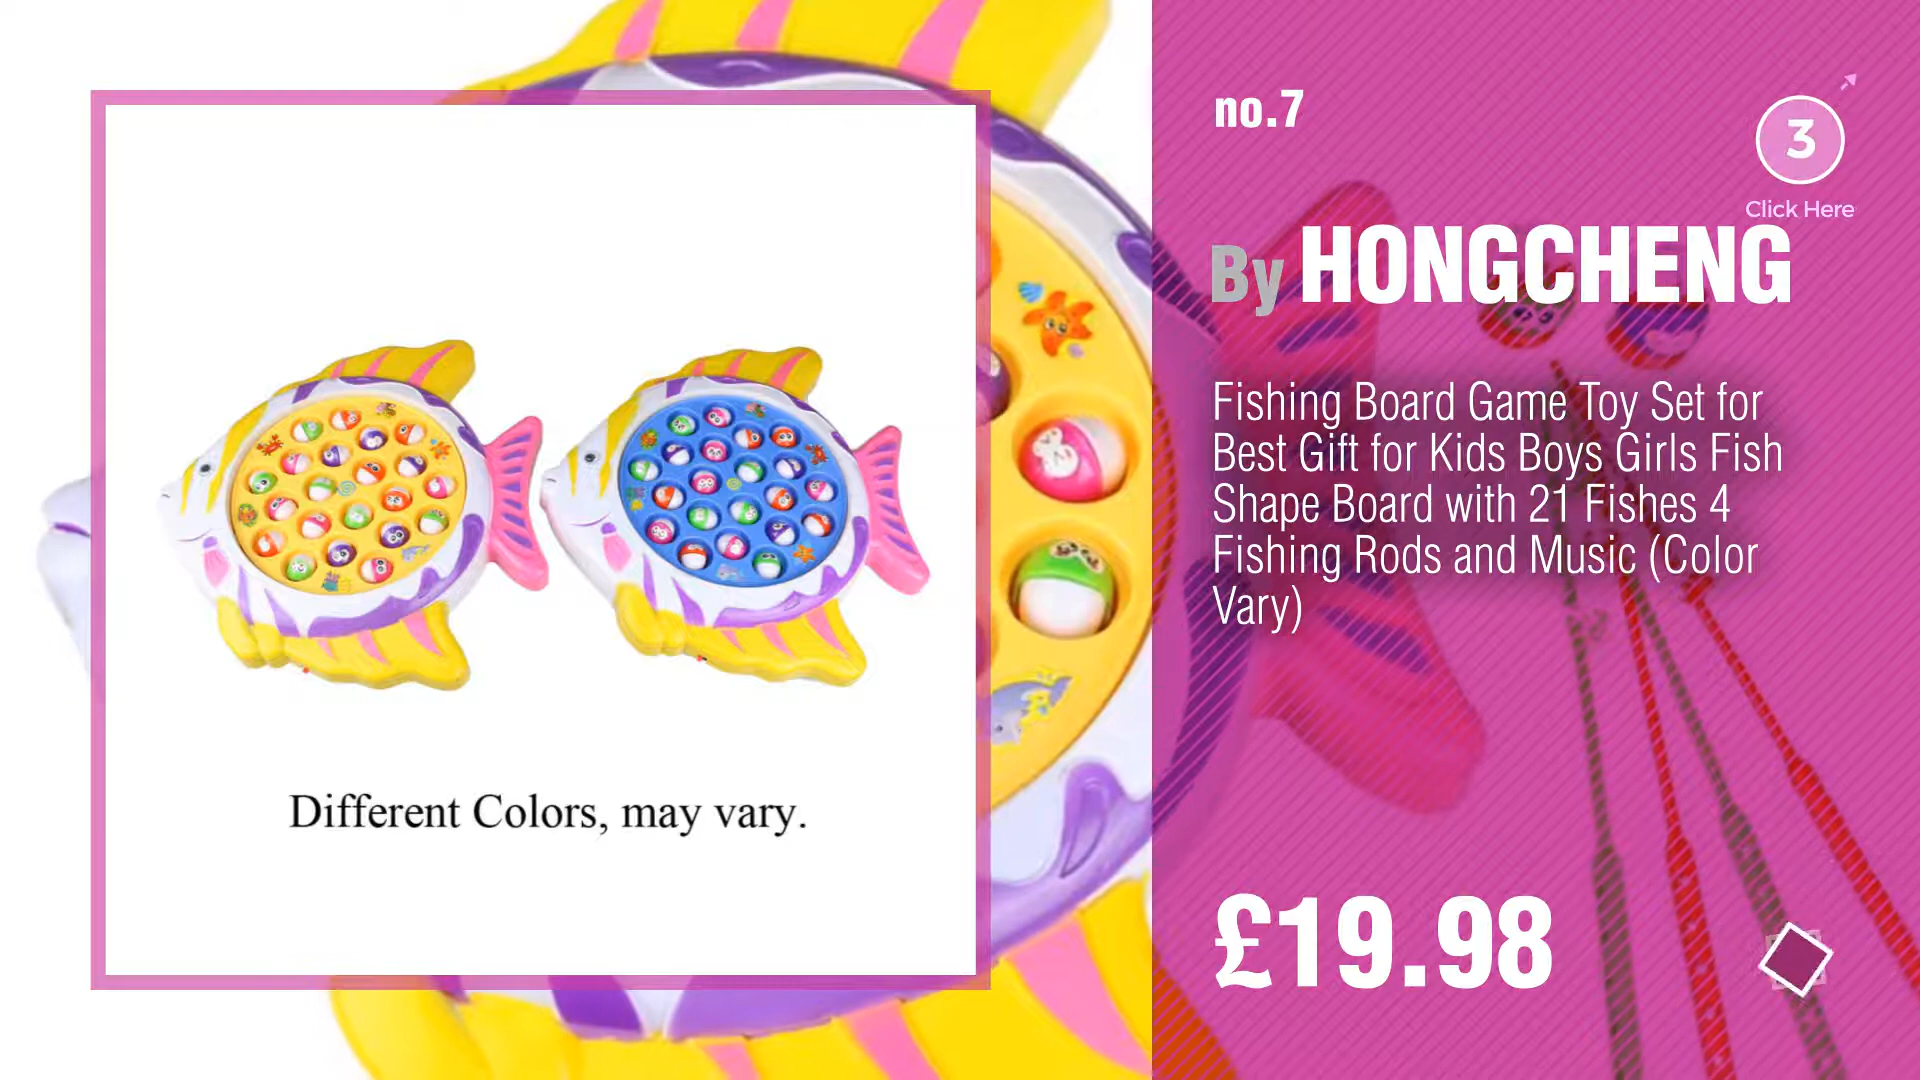 no.7
3
Click Here
By HONGCHENG
Fishing Board Game Toy Set for
Best Gift for Kids Boys Girls Fish
Shape Board with 21 Fishes 4
Fishing Rods and Music (Color
Vary)
Different Colors, may vary.
£19.98